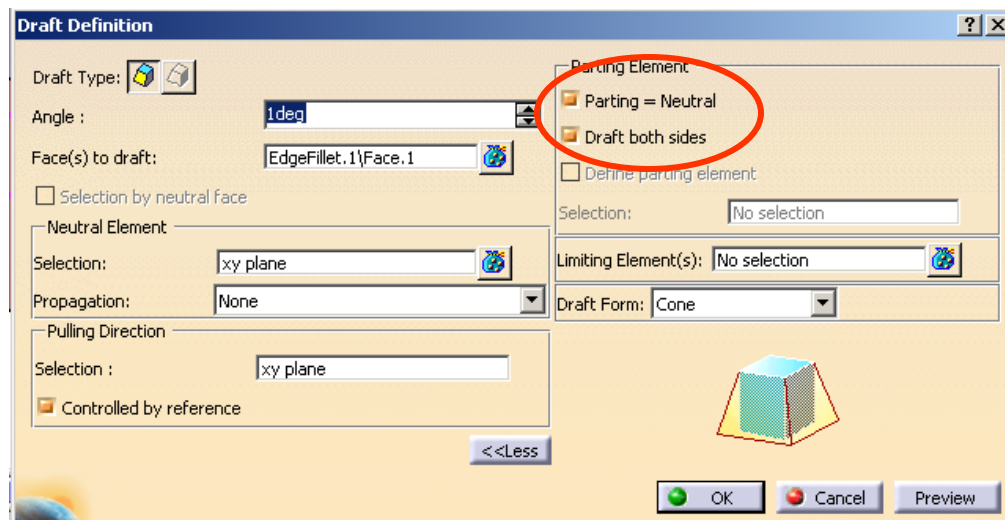 Draft Definition
Draft Type:
Angle :
1deg
Face(s) to draft:
EdgeFillet.1\Face.1
Selection by neutral face
Neutral Element
Selection:
xy plane
Propagation:
None
Pulling Direction
Selection :
xy plane
Controlled by reference
<<Less
Parting Element
Parting = Neutral
Draft both sides
Define parting element
Selection:
No selection
Limiting Element(s):
No selection
Draft Form:
Cone
OK
Cancel
Preview